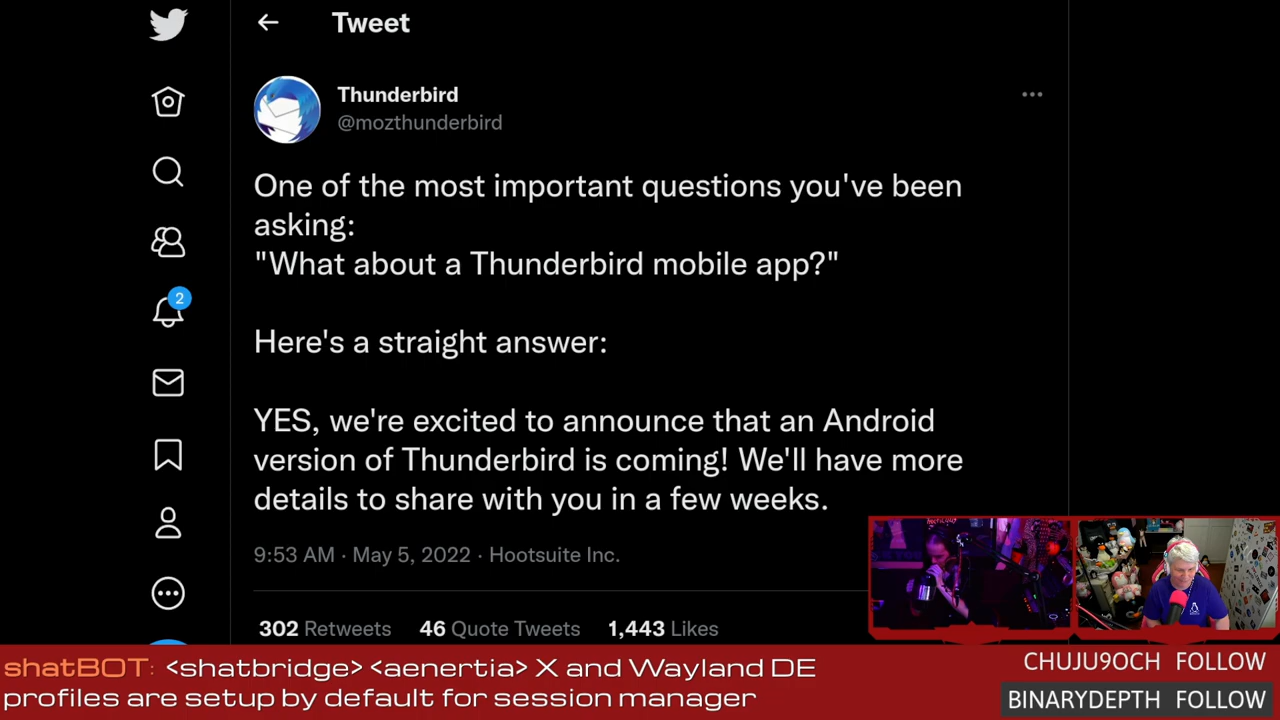 Tweet
Thunderbird
@mozthunderbird
One of the most important questions you've been
asking:
"What about a Thunderbird mobile app?"
Here's a straight answer:
YES, we're excited to announce that an Android
version of Thunderbird is coming! We'll have more
details to share with you in a few weeks.
9:53 AM · May 5, 2022 · Hootsuite Inc.
302 Retweets 46 Quote Tweets 1,443 Likes
2
shatBOT: <shatbridge> <aenertia> X and Wayland DE
profiles are setup by default for session manager
CHUJU9OCH FOLLOW
BINARYDEPTH FOLLOW